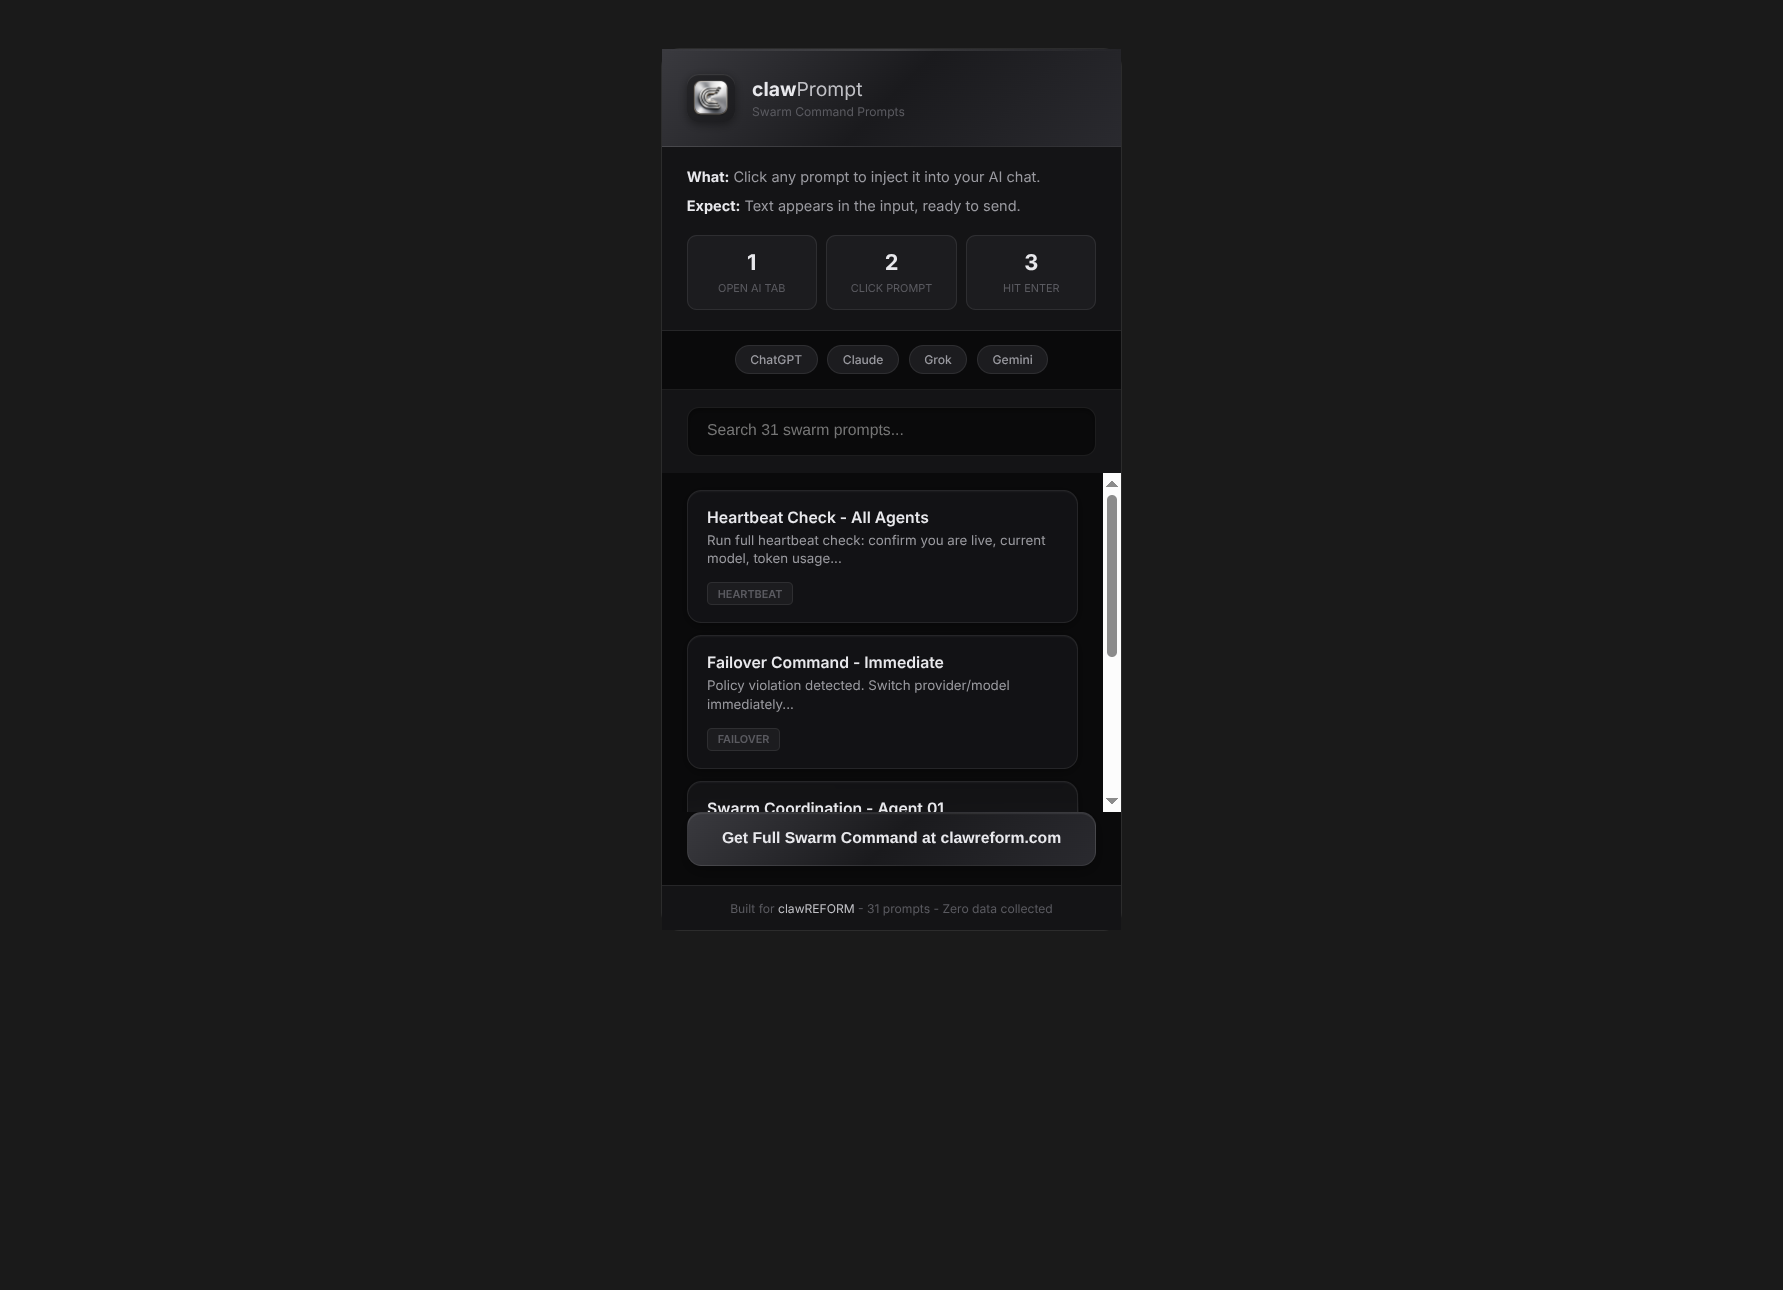 clawPrompt
Swarm Command Prompts
What: Click any prompt to inject it into your AI chat.
Expect: Text appears in the input, ready to send.
1
OPEN AI TAB
2
CLICK PROMPT
3
HIT ENTER
ChatGPT
Claude
Grok
Gemini
Search 31 swarm prompts...
Heartbeat Check - All Agents
Run full heartbeat check: confirm you are live, current
model, token usage...
HEARTBEAT
Failover Command - Immediate
Policy violation detected. Switch provider/model
immediately...
FAILOVER
Swarm Coordination - Agent 01
Get Full Swarm Command at clawreform.com
Built for clawREFORM - 31 prompts - Zero data collected